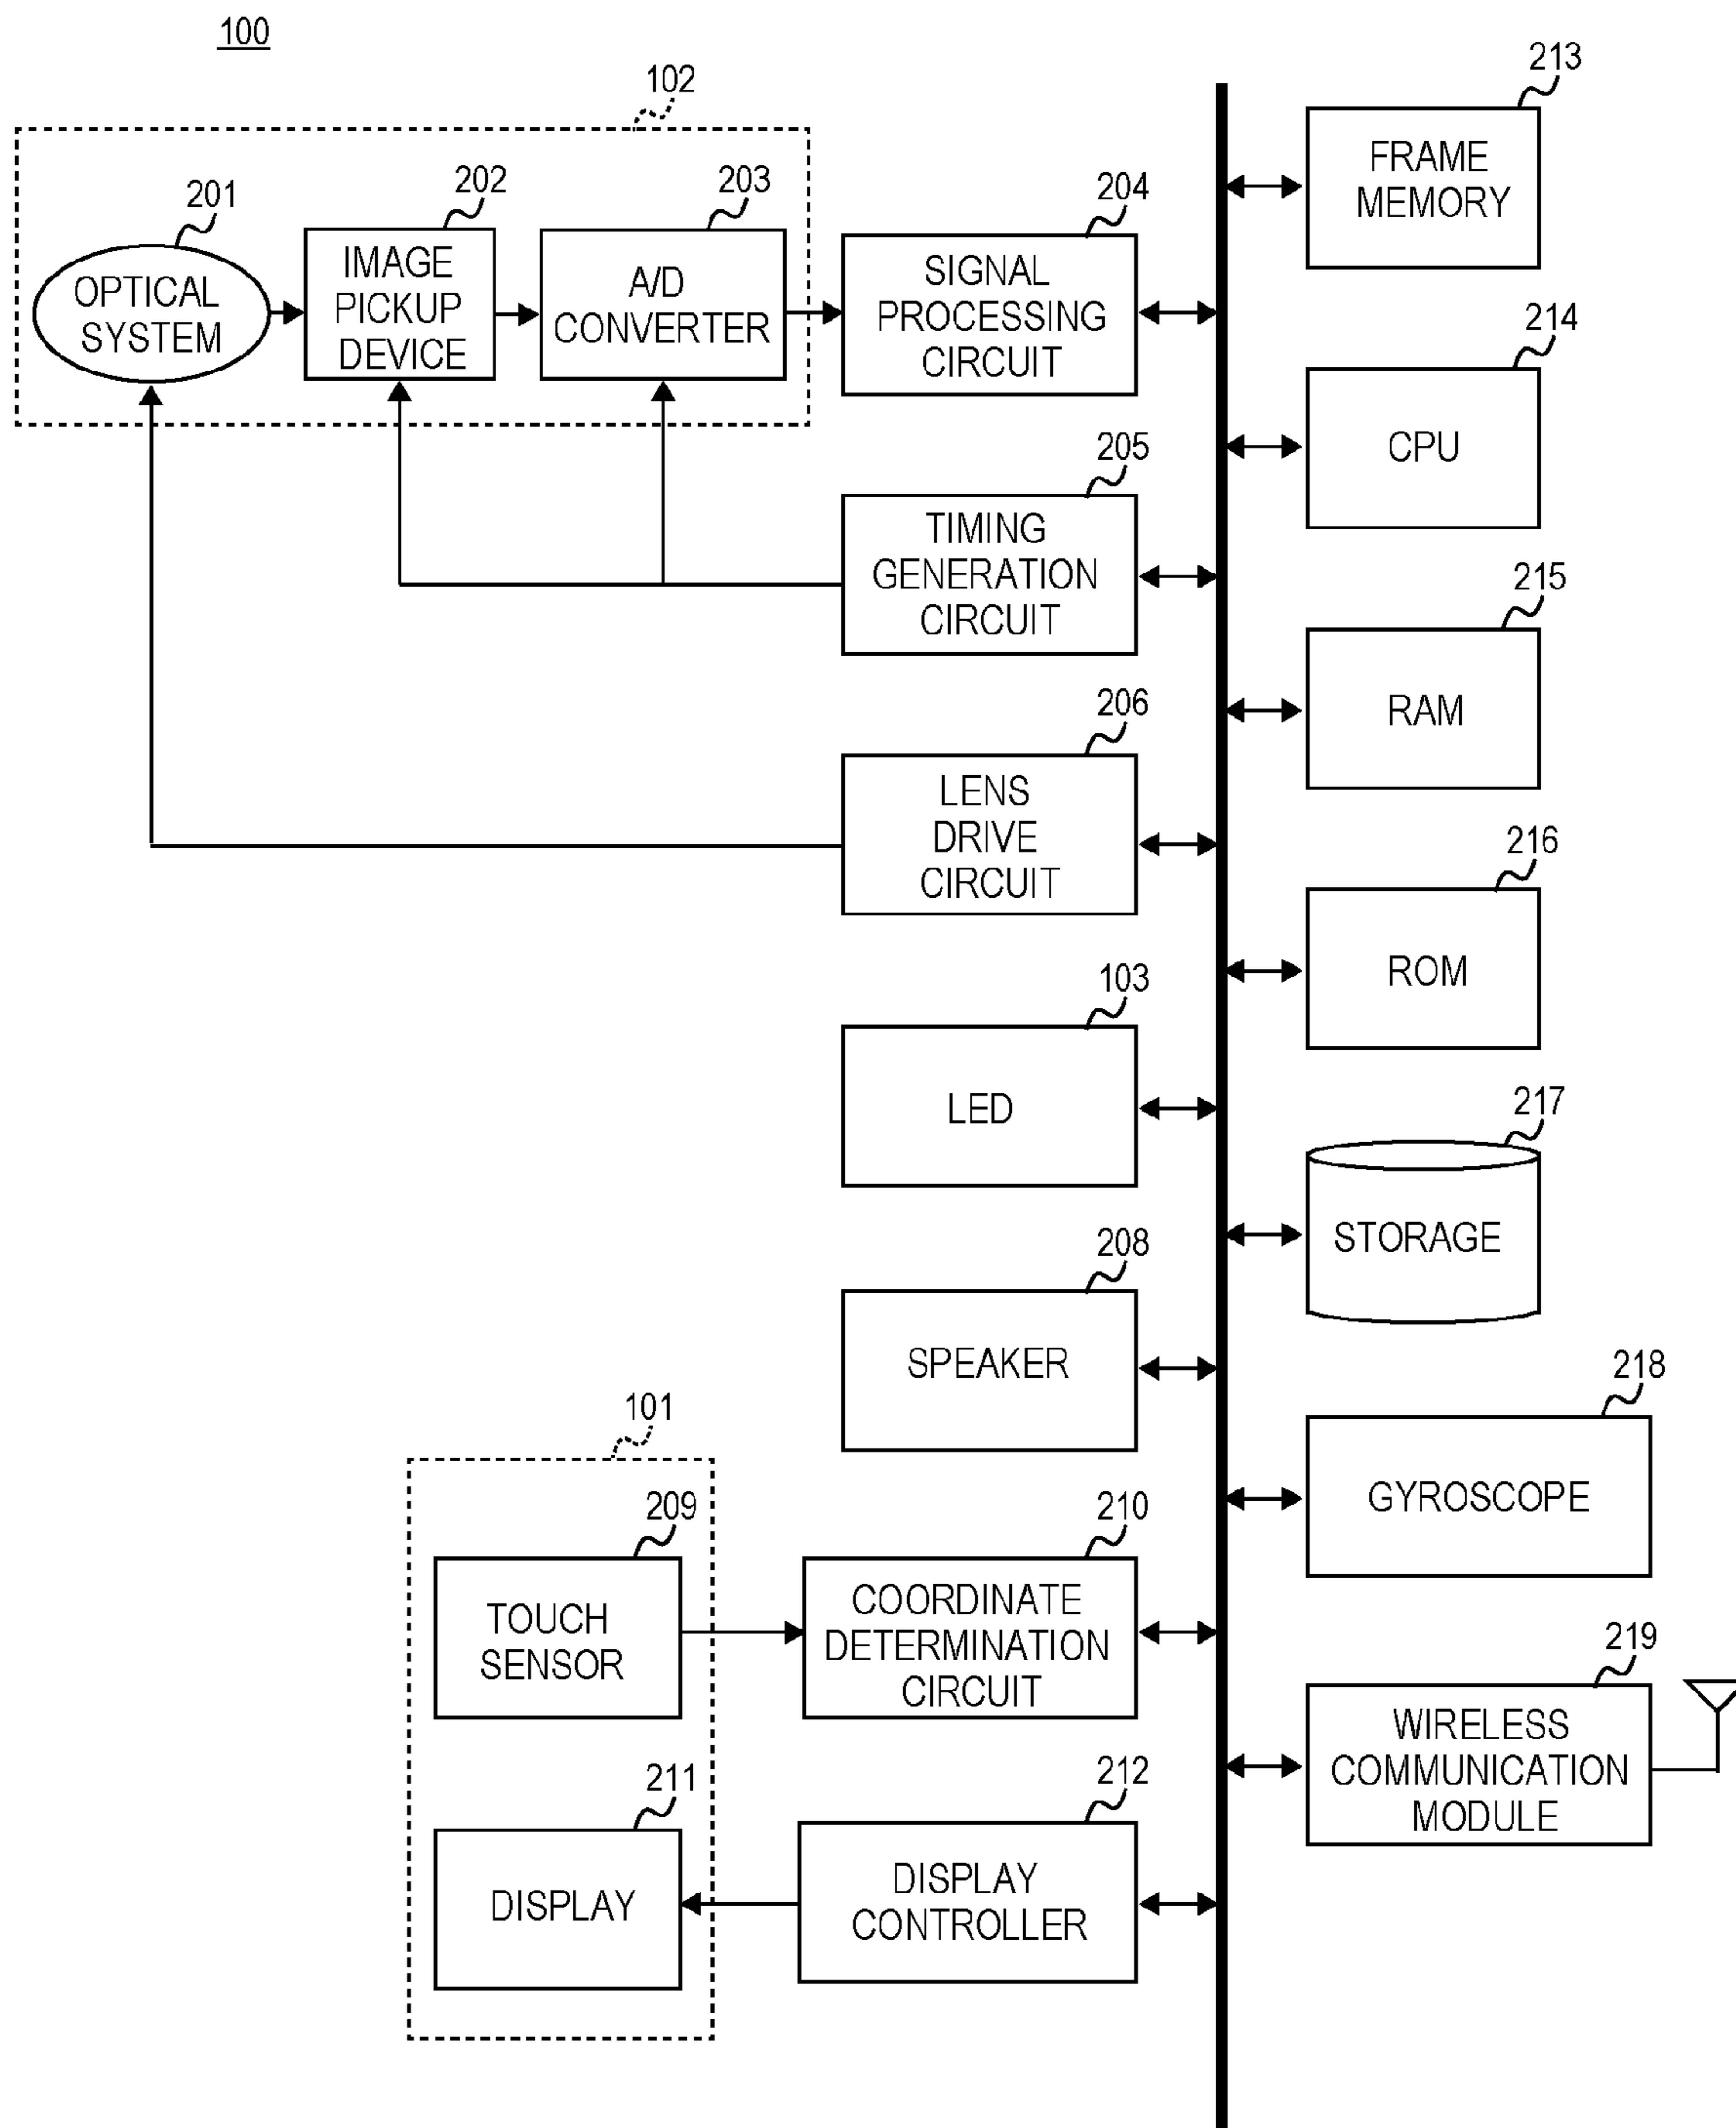 100
102
201
OPTICAL
SYSTEM
202
IMAGE
PICKUP
DEVICE
203
A/D
CONVERTER
204
SIGNAL
PROCESSING
CIRCUIT
205
TIMING
GENERATION
CIRCUIT
206
LENS
DRIVE
CIRCUIT
103
LED
208
SPEAKER
101
209
TOUCH
SENSOR
210
COORDINATE
DETERMINATION
CIRCUIT
211
DISPLAY
212
DISPLAY
CONTROLLER
213
FRAME
MEMORY
214
CPU
215
RAM
216
ROM
217
STORAGE
218
GYROSCOPE
219
WIRELESS
COMMUNICATION
MODULE